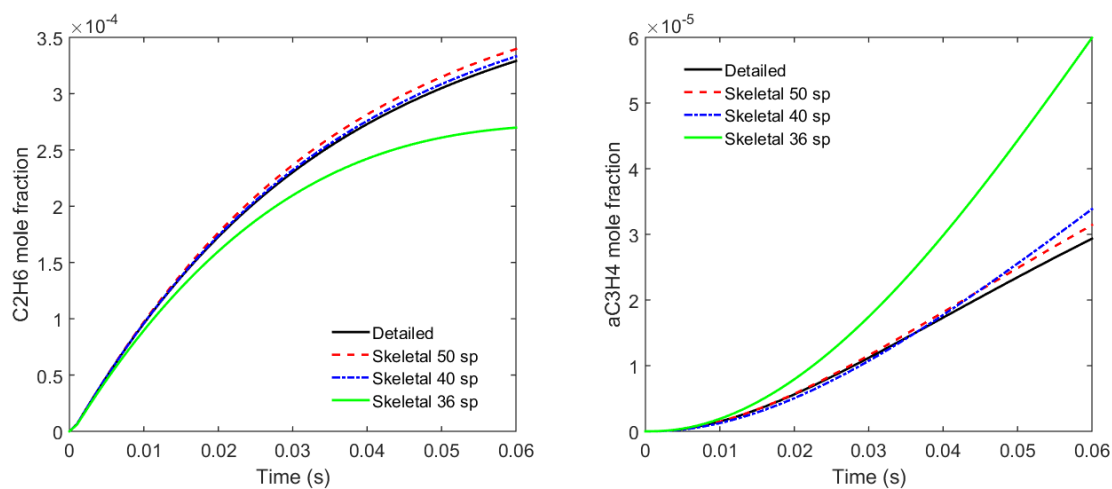 ×10⁻⁴
3.5
3
2.5
2
1.5
1
0.5
0
C2H6 mole fraction
Detailed
Skeletal 50 sp
Skeletal 40 sp
Skeletal 36 sp
0 0.01 0.02 0.03 0.04 0.05 0.06
Time (s)
×10⁻⁵
6
5
4
3
2
1
0
aC3H4 mole fraction
Detailed
Skeletal 50 sp
Skeletal 40 sp
Skeletal 36 sp
0 0.01 0.02 0.03 0.04 0.05 0.06
Time (s)